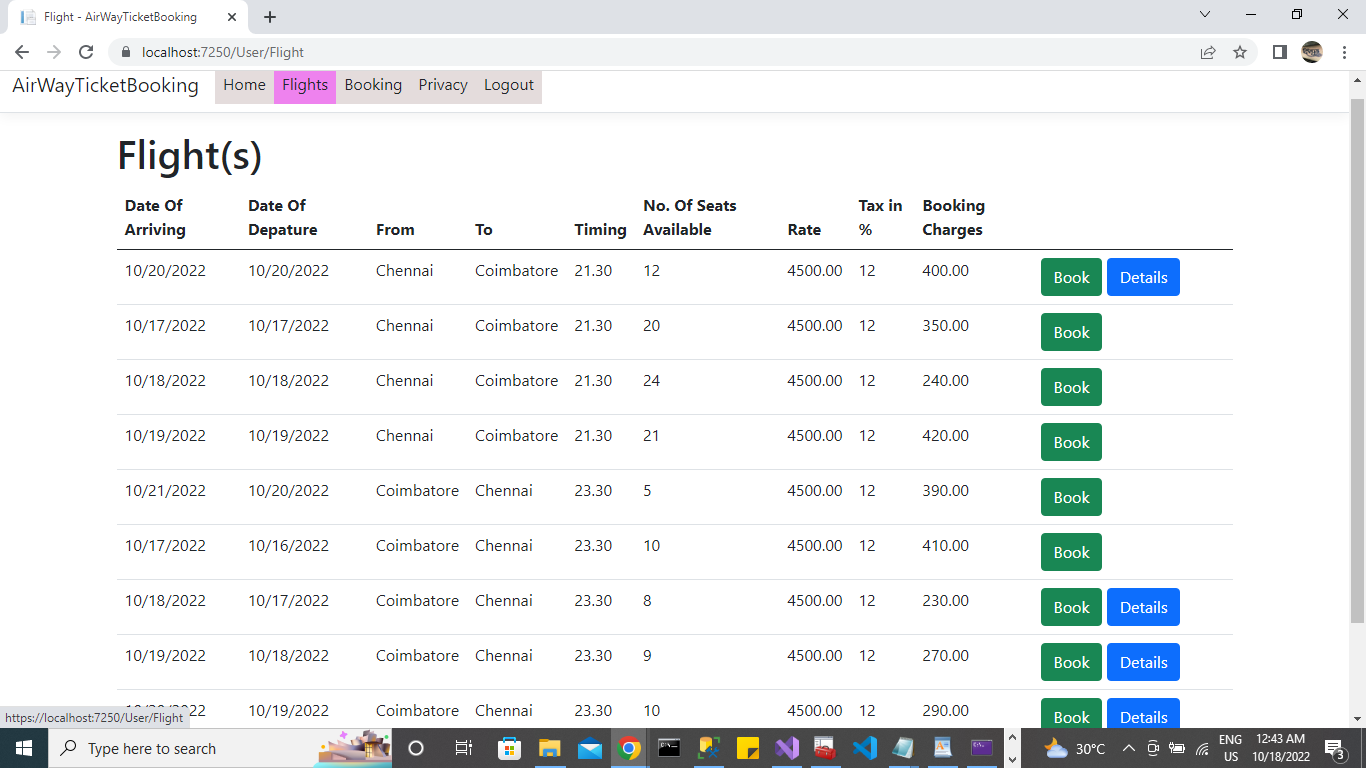 Flight - AirWayTicketBooking
localhost:7250/User/Flight
AirWayTicketBooking Home Flights Booking Privacy Logout
Flight(s)
Date Of Arriving Date Of Depature From To Timing No. Of Seats Available Rate Tax in % Booking Charges
10/20/2022 10/20/2022 Chennai Coimbatore 21.30 12 4500.00 12 400.00 Book Details
10/17/2022 10/17/2022 Chennai Coimbatore 21.30 20 4500.00 12 350.00 Book
10/18/2022 10/18/2022 Chennai Coimbatore 21.30 24 4500.00 12 240.00 Book
10/19/2022 10/19/2022 Chennai Coimbatore 21.30 21 4500.00 12 420.00 Book
10/21/2022 10/20/2022 Coimbatore Chennai 23.30 5 4500.00 12 390.00 Book
10/17/2022 10/16/2022 Coimbatore Chennai 23.30 10 4500.00 12 410.00 Book
10/18/2022 10/17/2022 Coimbatore Chennai 23.30 8 4500.00 12 230.00 Book Details
10/19/2022 10/18/2022 Coimbatore Chennai 23.30 9 4500.00 12 270.00 Book Details
10/19/2022 Coimbatore Chennai 23.30 10 4500.00 12 290.00 Book Details
https://localhost:7250/User/Flight
Type here to search
30°C
ENG US
12:43 AM
10/18/2022
3